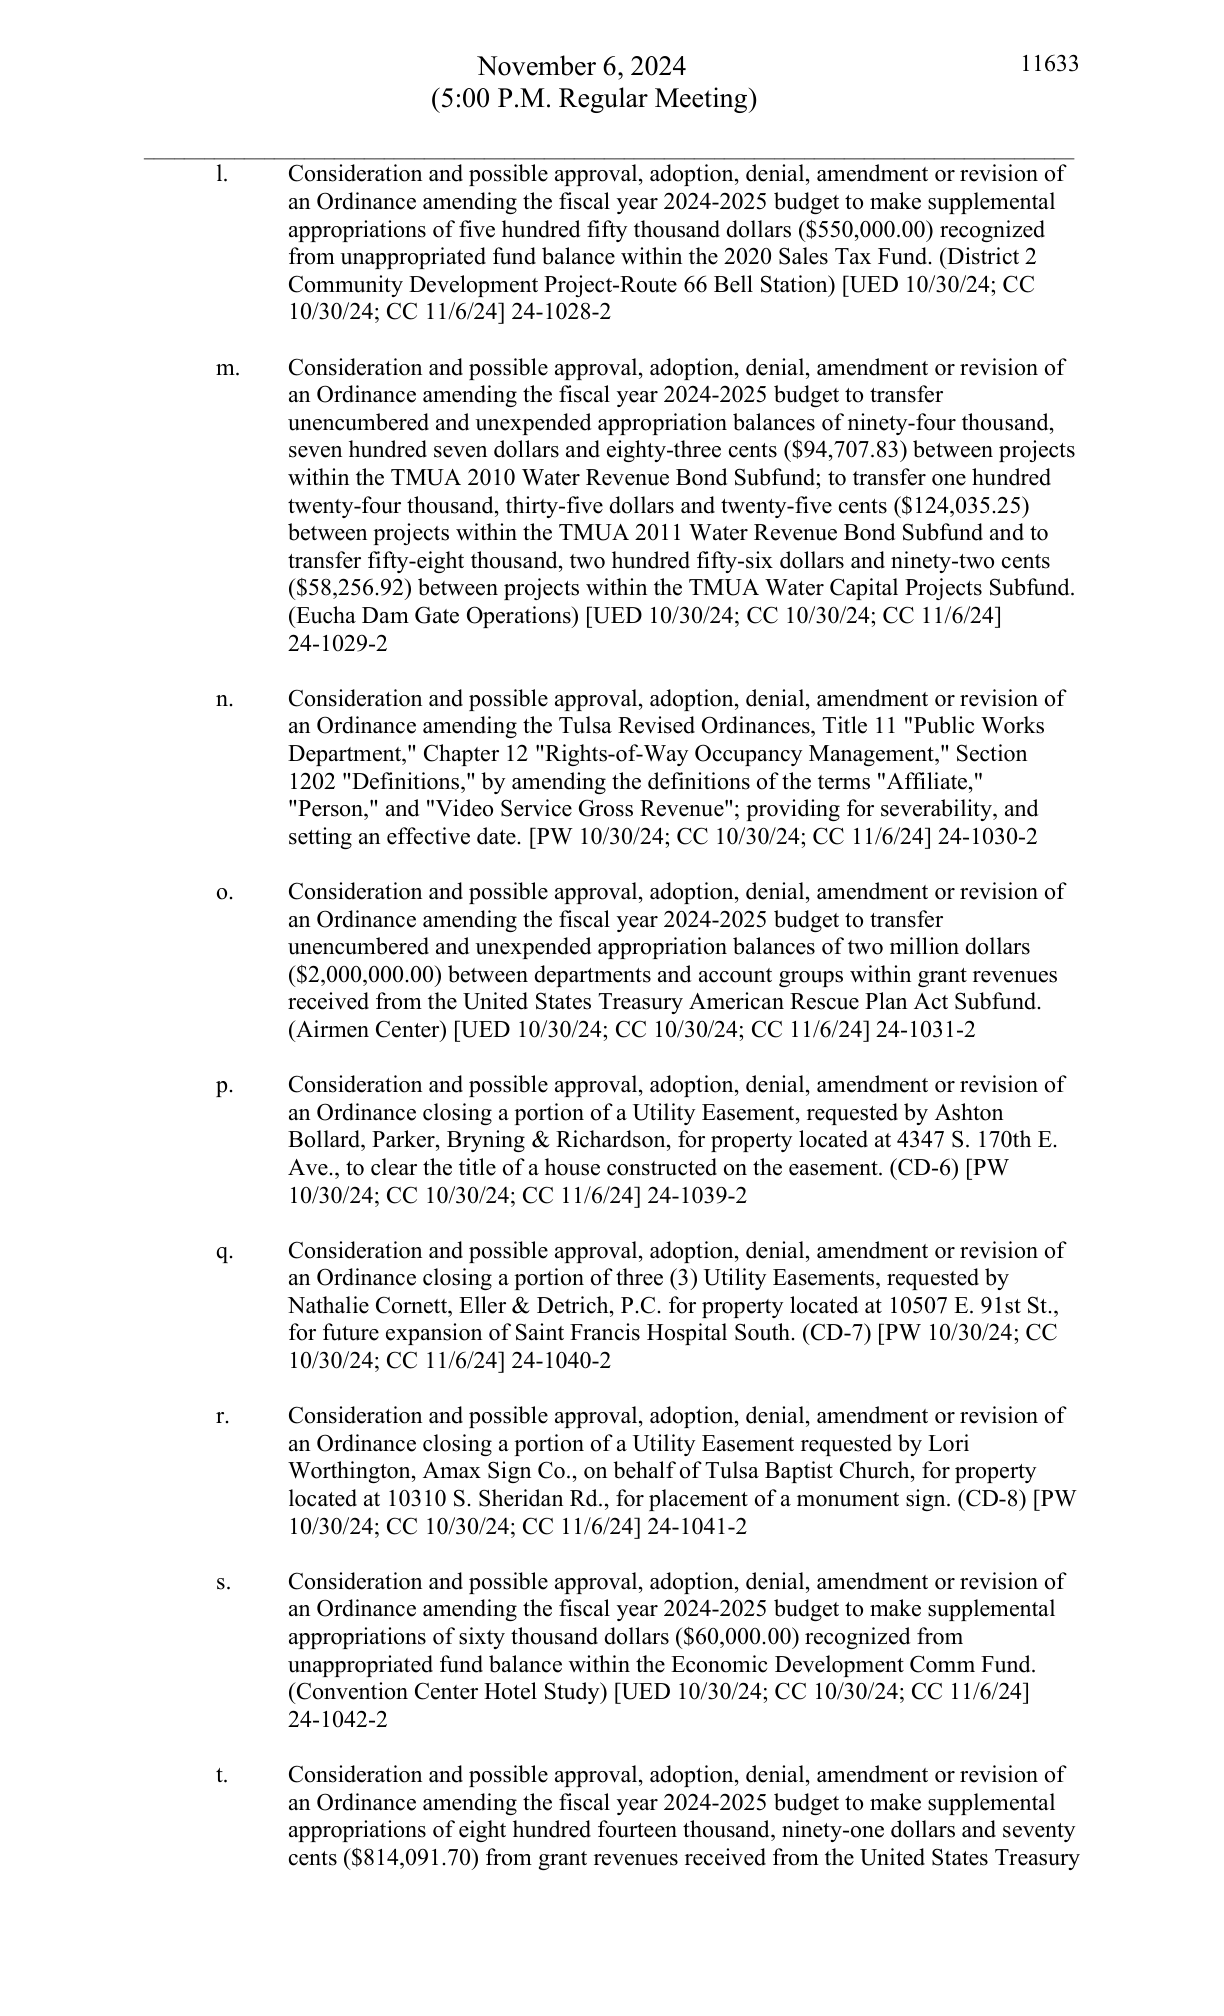 November 6, 2024
11633
(5:00 P.M. Regular Meeting)
l. Consideration and possible approval, adoption, denial, amendment or revision of
an Ordinance amending the fiscal year 2024-2025 budget to make supplemental
appropriations of five hundred fifty thousand dollars ($550,000.00) recognized
from unappropriated fund balance within the 2020 Sales Tax Fund. (District 2
Community Development Project-Route 66 Bell Station) [UED 10/30/24; CC
10/30/24; CC 11/6/24] 24-1028-2
m. Consideration and possible approval, adoption, denial, amendment or revision of
an Ordinance amending the fiscal year 2024-2025 budget to transfer
unencumbered and unexpended appropriation balances of ninety-four thousand,
seven hundred seven dollars and eighty-three cents ($94,707.83) between projects
within the TMUA 2010 Water Revenue Bond Subfund; to transfer one hundred
twenty-four thousand, thirty-five dollars and twenty-five cents ($124,035.25)
between projects within the TMUA 2011 Water Revenue Bond Subfund and to
transfer fifty-eight thousand, two hundred fifty-six dollars and ninety-two cents
($58,256.92) between projects within the TMUA Water Capital Projects Subfund.
(Eucha Dam Gate Operations) [UED 10/30/24; CC 10/30/24; CC 11/6/24]
24-1029-2
n. Consideration and possible approval, adoption, denial, amendment or revision of
an Ordinance amending the Tulsa Revised Ordinances, Title 11 "Public Works
Department," Chapter 12 "Rights-of-Way Occupancy Management," Section
1202 "Definitions," by amending the definitions of the terms "Affiliate,"
"Person," and "Video Service Gross Revenue"; providing for severability, and
setting an effective date. [PW 10/30/24; CC 10/30/24; CC 11/6/24] 24-1030-2
o. Consideration and possible approval, adoption, denial, amendment or revision of
an Ordinance amending the fiscal year 2024-2025 budget to transfer
unencumbered and unexpended appropriation balances of two million dollars
($2,000,000.00) between departments and account groups within grant revenues
received from the United States Treasury American Rescue Plan Act Subfund.
(Airmen Center) [UED 10/30/24; CC 10/30/24; CC 11/6/24] 24-1031-2
p. Consideration and possible approval, adoption, denial, amendment or revision of
an Ordinance closing a portion of a Utility Easement, requested by Ashton
Bollard, Parker, Bryning & Richardson, for property located at 4347 S. 170th E.
Ave., to clear the title of a house constructed on the easement. (CD-6) [PW
10/30/24; CC 10/30/24; CC 11/6/24] 24-1039-2
q. Consideration and possible approval, adoption, denial, amendment or revision of
an Ordinance closing a portion of three (3) Utility Easements, requested by
Nathalie Cornett, Eller & Detrich, P.C. for property located at 10507 E. 91st St.,
for future expansion of Saint Francis Hospital South. (CD-7) [PW 10/30/24; CC
10/30/24; CC 11/6/24] 24-1040-2
r. Consideration and possible approval, adoption, denial, amendment or revision of
an Ordinance closing a portion of a Utility Easement requested by Lori
Worthington, Amax Sign Co., on behalf of Tulsa Baptist Church, for property
located at 10310 S. Sheridan Rd., for placement of a monument sign. (CD-8) [PW
10/30/24; CC 10/30/24; CC 11/6/24] 24-1041-2
s. Consideration and possible approval, adoption, denial, amendment or revision of
an Ordinance amending the fiscal year 2024-2025 budget to make supplemental
appropriations of sixty thousand dollars ($60,000.00) recognized from
unappropriated fund balance within the Economic Development Comm Fund.
(Convention Center Hotel Study) [UED 10/30/24; CC 10/30/24; CC 11/6/24]
24-1042-2
t. Consideration and possible approval, adoption, denial, amendment or revision of
an Ordinance amending the fiscal year 2024-2025 budget to make supplemental
appropriations of eight hundred fourteen thousand, ninety-one dollars and seventy
cents ($814,091.70) from grant revenues received from the United States Treasury